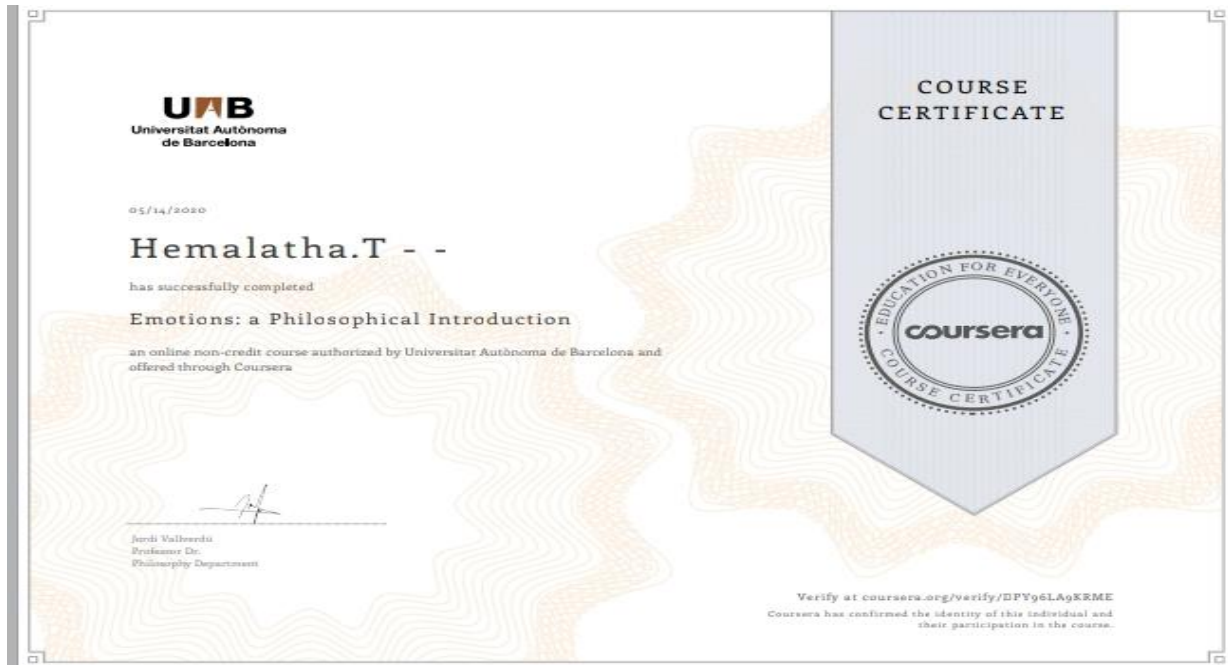 UAB
Universitat Autònoma
de Barcelona
05/14/2020
Hemalatha.T - -
has successfully completed
Emotions: a Philosophical Introduction
an online non-credit course authorized by Universitat Autònoma de Barcelona and
offered through Coursera
Jordi Vallverdú
Professor Dr.
Philosophy Department
COURSE
CERTIFICATE
EDUCATION FOR EVERYONE
coursera
COURSE CERTIFICATE
Verify at coursera.org/verify/DPY96LA9KRME
Coursera has confirmed the identity of this individual and
their participation in the course.